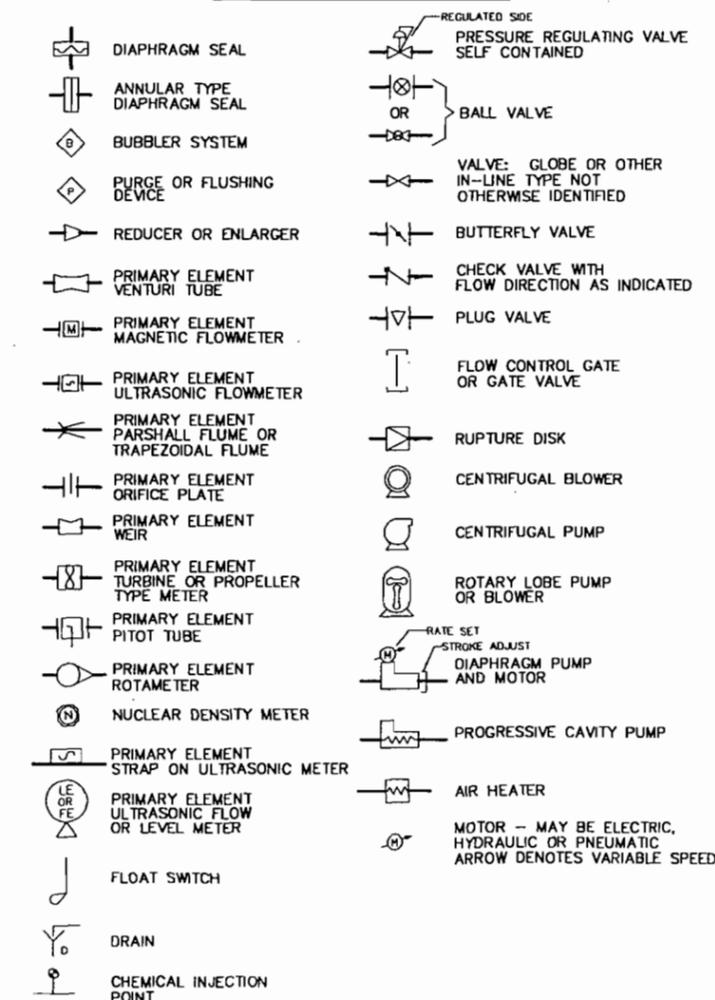 DIAPHRAGM SEAL
ANNULAR TYPE
DIAPHRAGM SEAL
B
BUBBLER SYSTEM
P
PURGE OR FLUSHING
DEVICE
REDUCER OR ENLARGER
PRIMARY ELEMENT
VENTURI TUBE
M
PRIMARY ELEMENT
MAGNETIC FLOWMETER
PRIMARY ELEMENT
ULTRASONIC FLOWMETER
PRIMARY ELEMENT
PARSHALL FLUME OR
TRAPEZOIDAL FLUME
PRIMARY ELEMENT
ORIFICE PLATE
PRIMARY ELEMENT
WEIR
PRIMARY ELEMENT
TURBINE OR PROPELLER
TYPE METER
PRIMARY ELEMENT
PITOT TUBE
PRIMARY ELEMENT
ROTAMETER
N
NUCLEAR DENSITY METER
PRIMARY ELEMENT
STRAP ON ULTRASONIC METER
LE
OR
FE
PRIMARY ELEMENT
ULTRASONIC FLOW
OR LEVEL METER
FLOAT SWITCH
D
DRAIN
CHEMICAL INJECTION
POINT
REGULATED SIDE
PRESSURE REGULATING VALVE
SELF CONTAINED
OR
BALL VALVE
VALVE: GLOBE OR OTHER
IN-LINE TYPE NOT
OTHERWISE IDENTIFIED
BUTTERFLY VALVE
CHECK VALVE WITH
FLOW DIRECTION AS INDICATED
PLUG VALVE
FLOW CONTROL GATE
OR GATE VALVE
RUPTURE DISK
CENTRIFUGAL BLOWER
CENTRIFUGAL PUMP
ROTARY LOBE PUMP
OR BLOWER
RATE SET
STROKE ADJUST
M
DIAPHRAGM PUMP
AND MOTOR
PROGRESSIVE CAVITY PUMP
AIR HEATER
M
MOTOR - MAY BE ELECTRIC,
HYDRAULIC OR PNEUMATIC
ARROW DENOTES VARIABLE SPEED